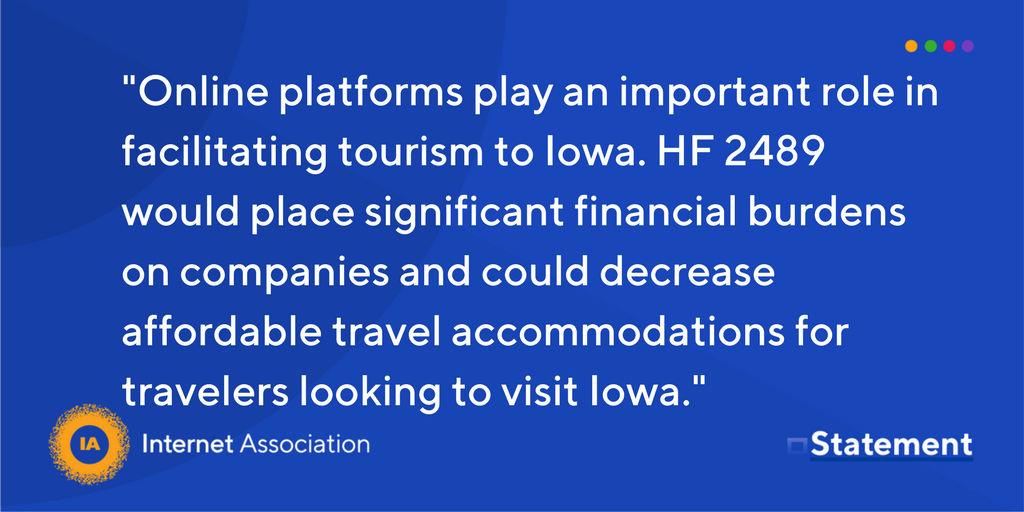 "Online platforms play an important role in
facilitating tourism to Iowa. HF 2489
would place significant financial burdens
on companies and could decrease
affordable travel accommodations for
travelers looking to visit Iowa."
IA
Internet Association
Statement